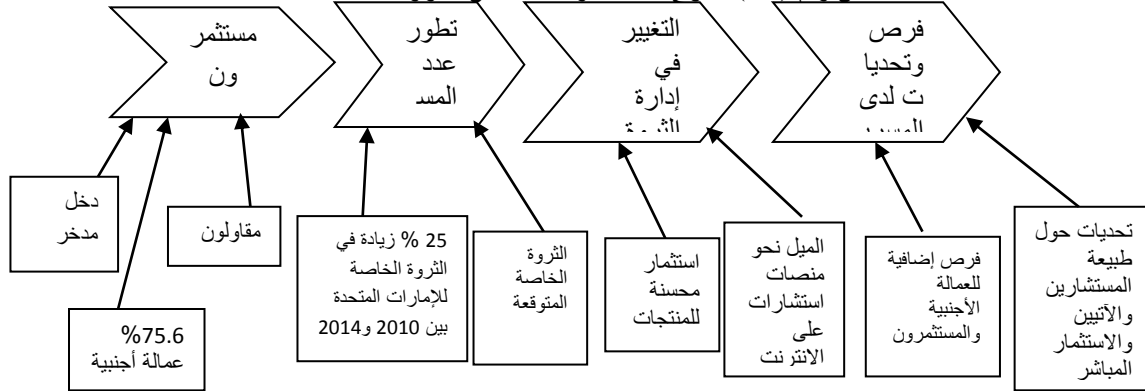 مستثمر
ون
تطور
عدد
المس
التغيير
في
إدارة
الثروة
فرص
وتحديا
ت لدى
دخل
مدخر
مقاولون
%75.6
عمالة أجنبية
25 % زيادة في
الثروة الخاصة
للإمارات المتحدة
بين 2010 و2014
الثروة
الخاصة
المتوقعة
استثمار
محسنة
للمنتجات
الميل نحو
منصات
استشارات
على
الانترنت
فرص إضافية
للعمالة
الأجنبية
والمستثمرون
تحديات حول
طبيعة
المستشارين
والآتيين
والاستثمار
المباشر